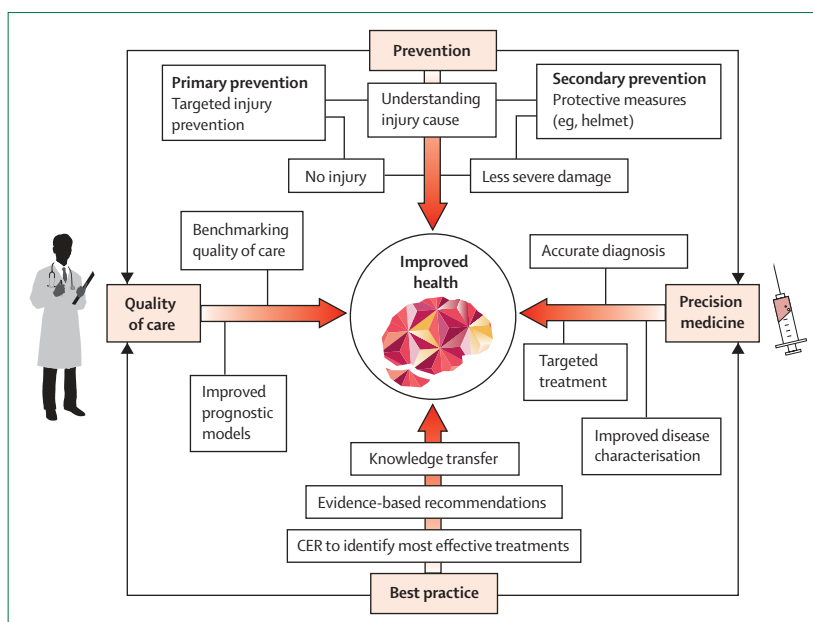 Prevention
Primary prevention
Targeted injury
prevention
Understanding
injury cause
Secondary prevention
Protective measures
(eg, helmet)
No injury
Less severe damage
Benchmarking
quality of care
Improved
health
Accurate diagnosis
Quality
of care
Precision
medicine
Improved
prognostic
models
Targeted
treatment
Improved disease
characterisation
Knowledge transfer
Evidence-based recommendations
CER to identify most effective treatments
Best practice